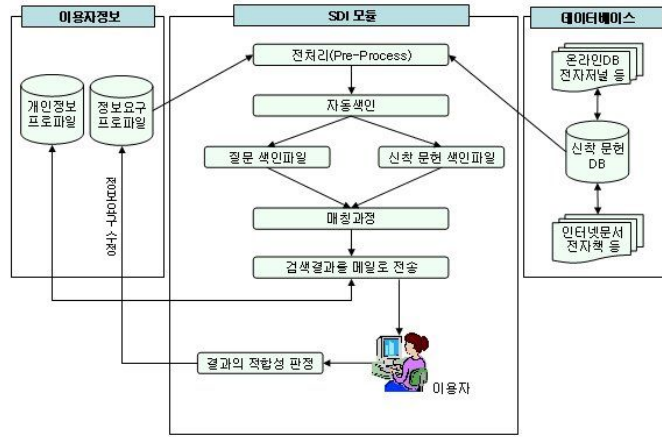 이용자정보
SDI 모듈
데이터베이스
개인정보
프로파일
정보요구
프로파일
정보요구 수정
전처리(Pre-Process)
자동색인
질문 색인파일
신착 문헌 색인파일
매칭과정
검색결과를 메일로 전송
결과의 적합성 판정
이용자
온라인DB
전자저널 등
신착 문헌
DB
인터넷문서
전자책 등